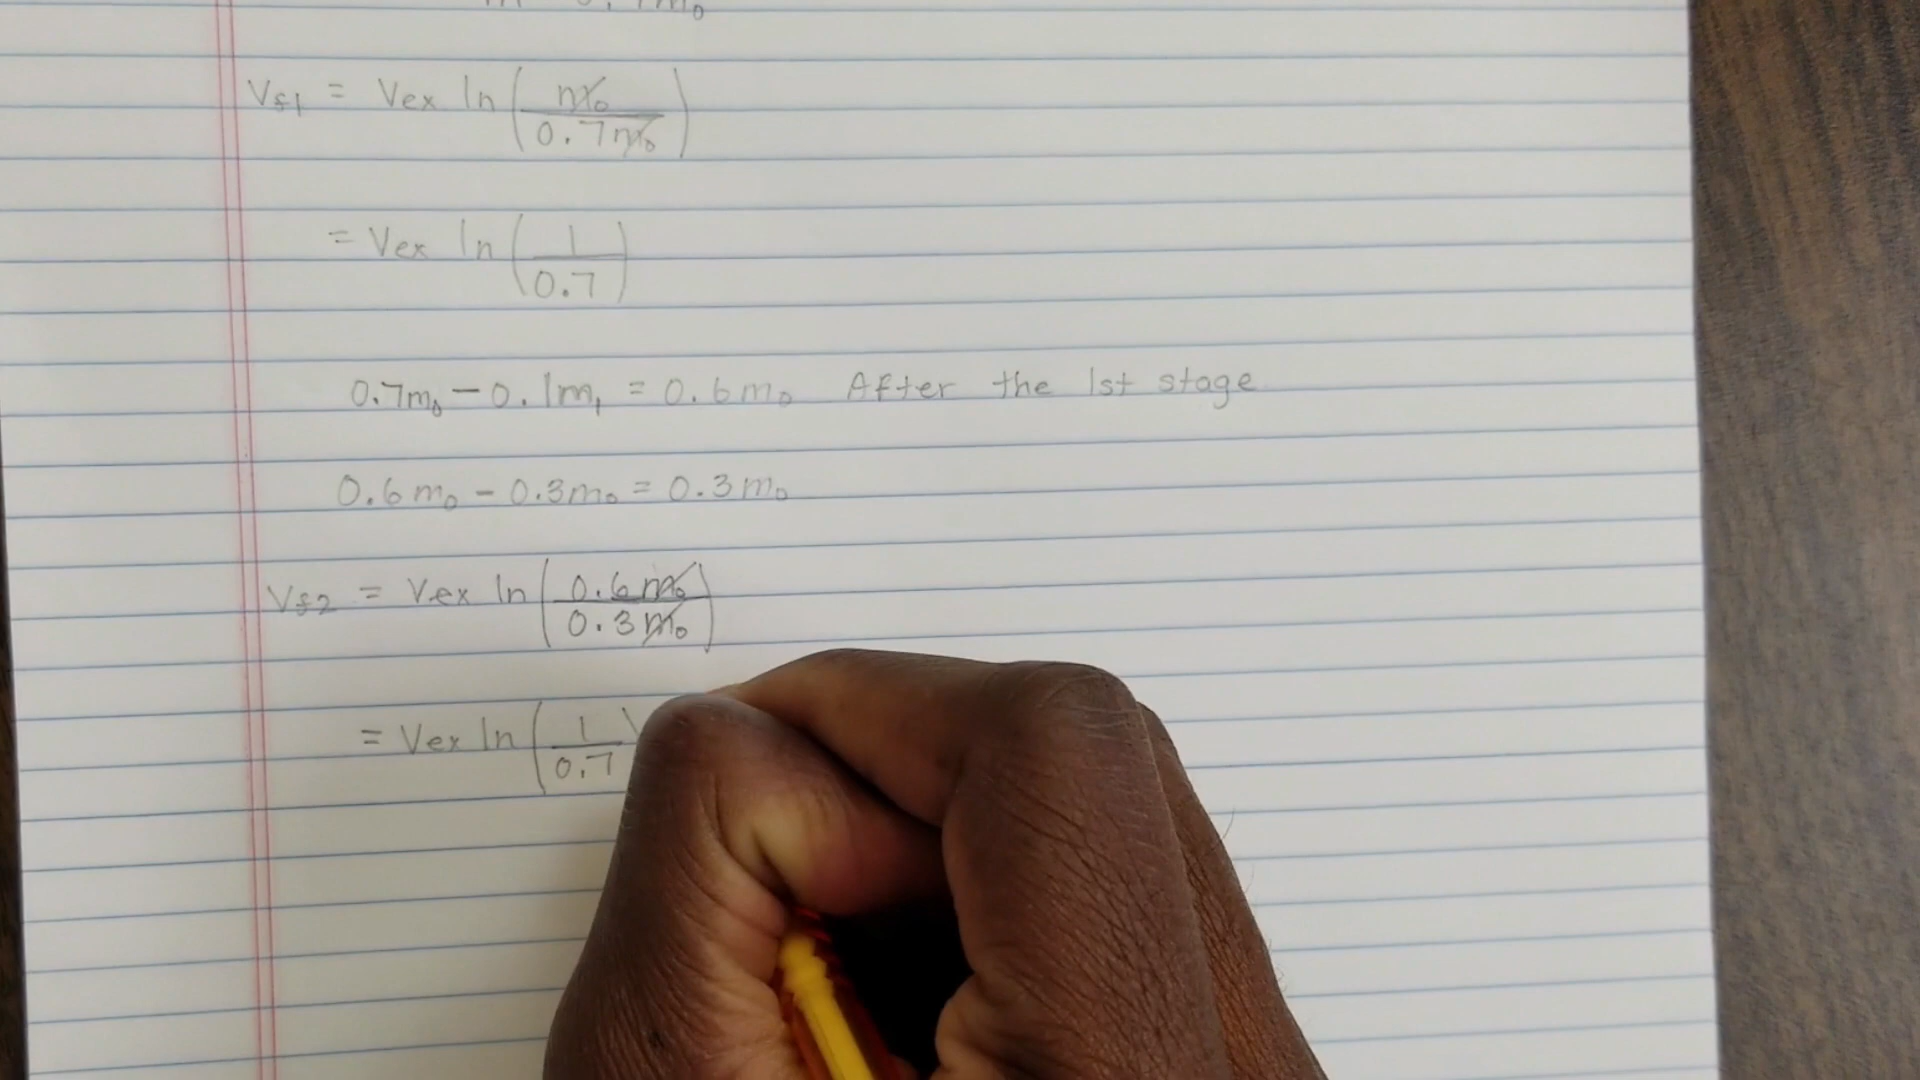 Vf1 = Vex ln(m0/0.7m0)
= Vex ln(1/0.7)
0.7m0 - 0.1m1 = 0.6m0 After the 1st stage
0.6m0 - 0.3m0 = 0.3m0
Vf2 = Vex ln(0.6m0/0.3m0)
= Vex ln(1/0.7)